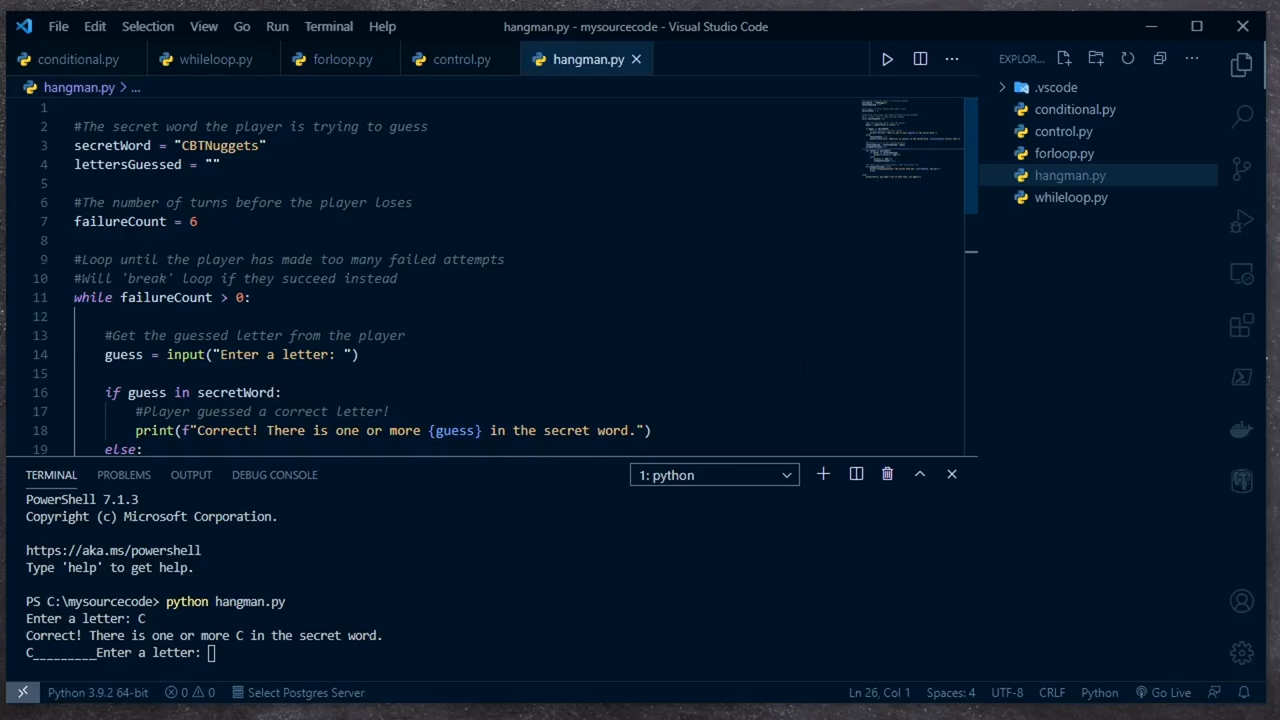 File Edit Selection View Go Run Terminal Help hangman.py - mysourcecode - Visual Studio Code
conditional.py whileloop.py forloop.py control.py hangman.py
hangman.py > ...
1
2 #The secret word the player is trying to guess
3 secretWord = "CBTNuggets"
4 lettersGuessed = ""
5
6 #The number of turns before the player loses
7 failureCount = 6
8
9 #Loop until the player has made too many failed attempts
10 #Will 'break' loop if they succeed instead
11 while failureCount > 0:
12
13 #Get the guessed letter from the player
14 guess = input("Enter a letter: ")
15
16 if guess in secretWord:
17 #Player guessed a correct letter!
18 print(f"Correct! There is one or more {guess} in the secret word.")
19 else:
EXPLOR...
.vscode
conditional.py
control.py
forloop.py
hangman.py
whileloop.py
TERMINAL PROBLEMS OUTPUT DEBUG CONSOLE 1: python
PowerShell 7.1.3
Copyright (c) Microsoft Corporation.
https://aka.ms/powershell
Type 'help' to get help.
PS C:\mysourcecode> python hangman.py
Enter a letter: C
Correct! There is one or more C in the secret word.
C_________Enter a letter:
Python 3.9.2 64-bit 0 0 Select Postgres Server Ln 26, Col 1 Spaces: 4 UTF-8 CRLF Python Go Live